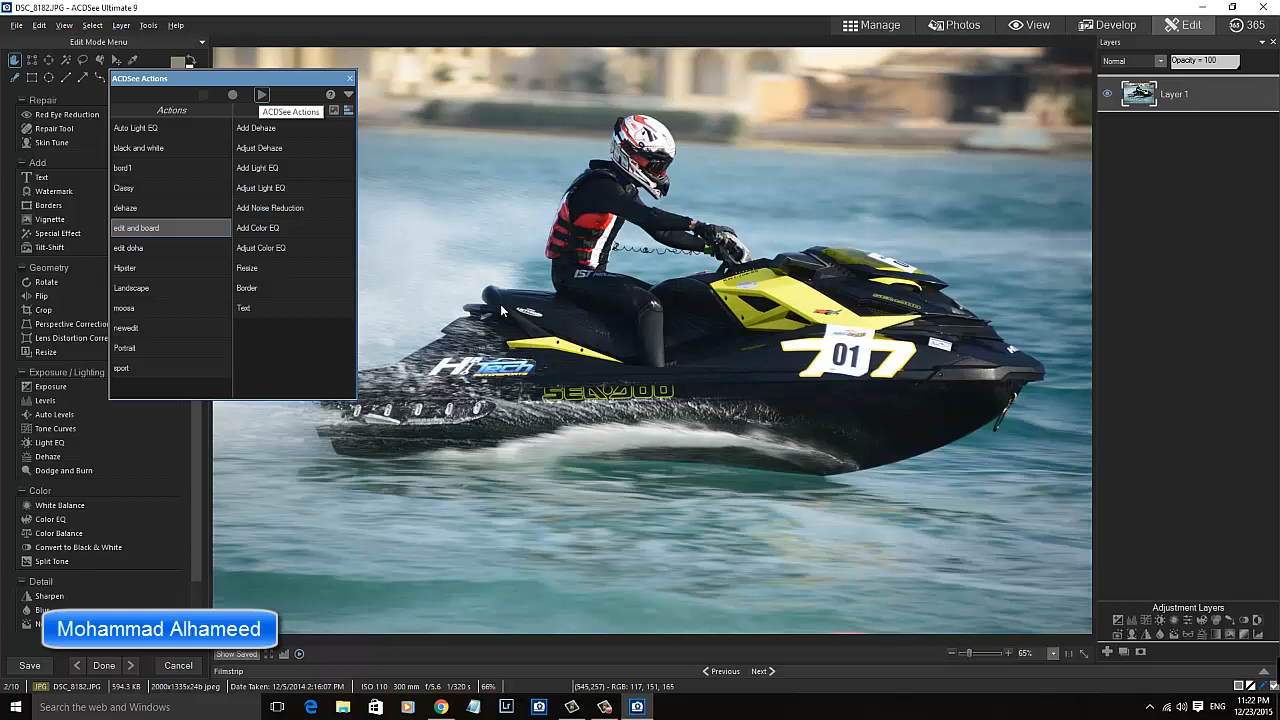 DSC_8182.JPG - ACDSee Ultimate 9
File Edit View Select Layer Tools Help
Manage Photos View Develop Edit 365
Edit Mode Menu
Layers
Normal
Opacity = 100
Layer 1
ACDSee Actions
ACDSee Actions
Actions
Auto Light EQ
black and white
bord1
Classy
dehaze
edit and board
edit doha
Hipster
Landscape
moosa
newedit
Portrait
sport
Add Dehaze
Adjust Dehaze
Add Light EQ
Adjust Light EQ
Add Noise Reduction
Add Color EQ
Adjust Color EQ
Resize
Border
Text
Repair
Red Eye Reduction
Repair Tool
Skin Tune
Add
Text
Watermark
Borders
Vignette
Special Effect
Tilt-Shift
Geometry
Rotate
Flip
Crop
Perspective Correction
Lens Distortion Corre
Resize
Exposure / Lighting
Exposure
Levels
Auto Levels
Tone Curves
Light EQ
Dehaze
Dodge and Burn
Color
White Balance
Color EQ
Color Balance
Convert to Black & White
Split Tone
Detail
Sharpen
Blur
01
77
SEA-DOO
Mohammad Alhameed
Adjustment Layers
Save Done Cancel
Show Saved
65%
1:1
Filmstrip
Previous Next
2/10 JPG DSC_8182.JPG 594.3 KB 2000x1335x24b jpeg Date Taken: 12/5/2014 2:16:07 PM ISO 110 300 mm f/5.6 1/320 s 66% (545,257) - RGB: 117, 151, 165
Search the web and Windows
Lr
11:22 PM
12/23/2015